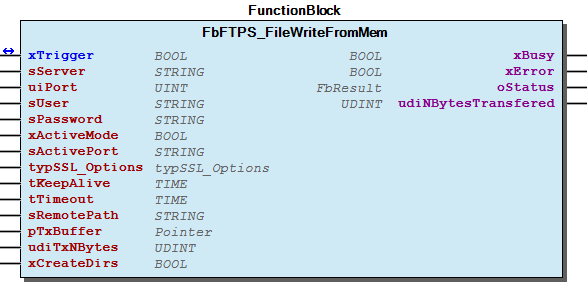 FunctionBlock
FbFTPS_FileWriteFromMem
xTrigger BOOL BOOL xBusy
sServer STRING BOOL xError
uiPort UINT FbResult oStatus
sUser STRING UDINT udiNBytesTransfered
sPassword STRING
xActiveMode BOOL
sActivePort STRING
typSSL_Options typSSL_Options
tKeepAlive TIME
tTimeout TIME
sRemotePath STRING
pTxBuffer Pointer
udiTxNBytes UDINT
xCreateDirs BOOL